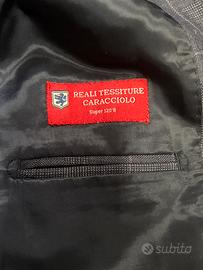 REALI TESSITURE
CARACCIOLO
Super 120'S
subito